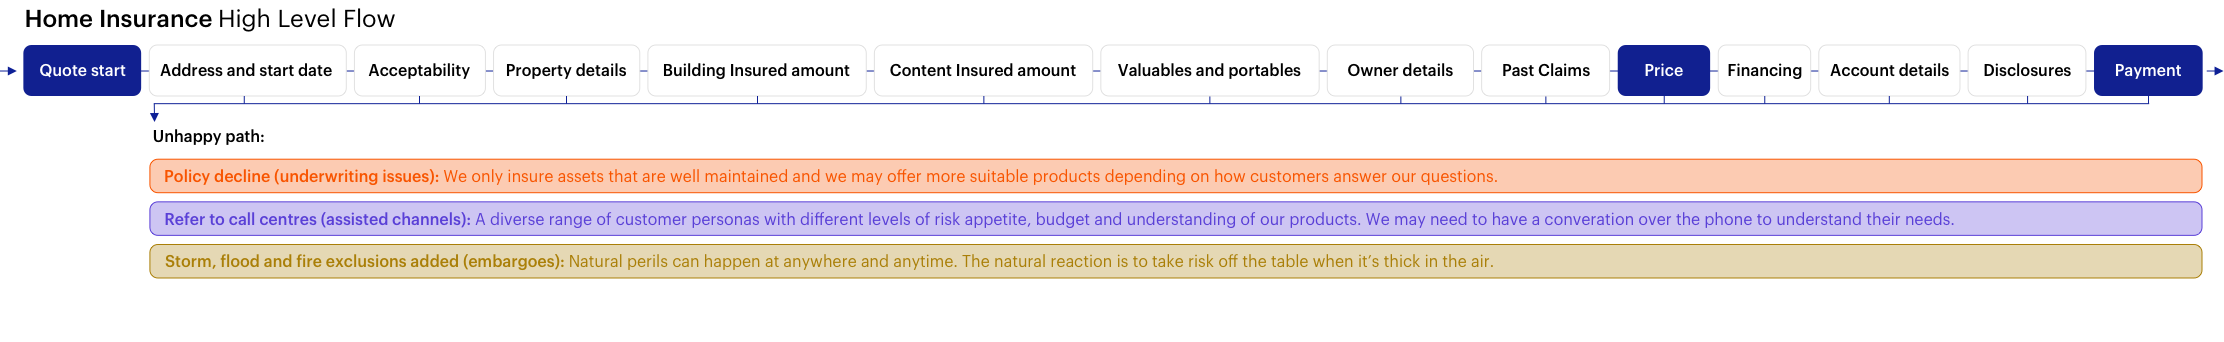 Home Insurance High Level Flow
Quote start
Address and start date
Acceptability
Property details
Building Insured amount
Content Insured amount
Valuables and portables
Owner details
Past Claims
Price
Financing
Account details
Disclosures
Payment
Unhappy path:
Policy decline (underwriting issues): We only insure assets that are well maintained and we may offer more suitable products depending on how customers answer our questions.
Refer to call centres (assisted channels): A diverse range of customer personas with different levels of risk appetite, budget and understanding of our products. We may need to have a converation over the phone to understand their needs.
Storm, flood and fire exclusions added (embargoes): Natural perils can happen at anywhere and anytime. The natural reaction is to take risk off the table when it’s thick in the air.